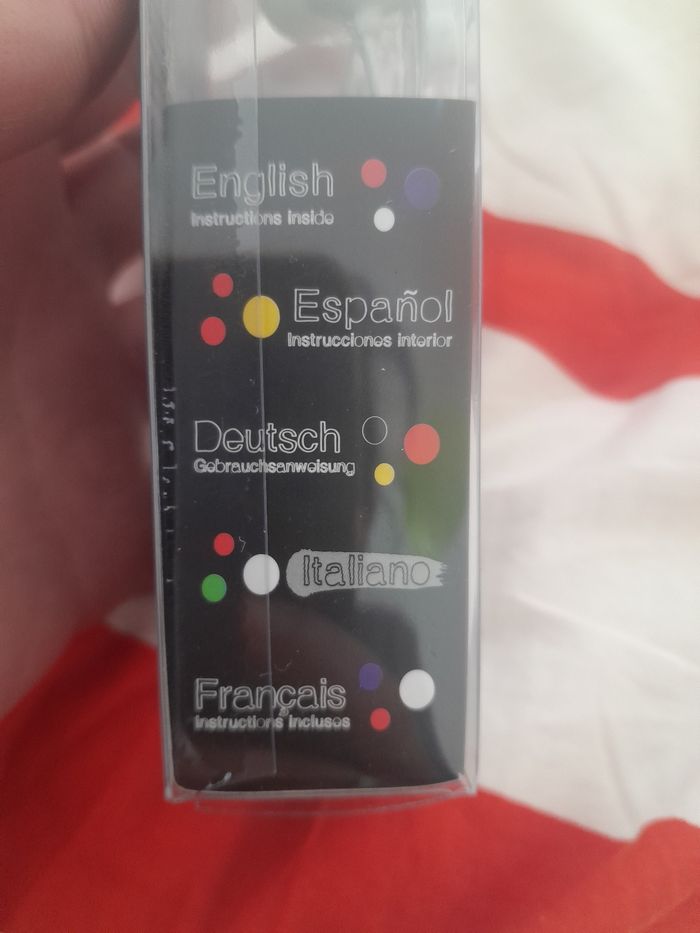 English
Instructions inside
Español
Instrucciones interior
Deutsch
Gebrauchsanweisung
Italiano
Français
Instructions incluses